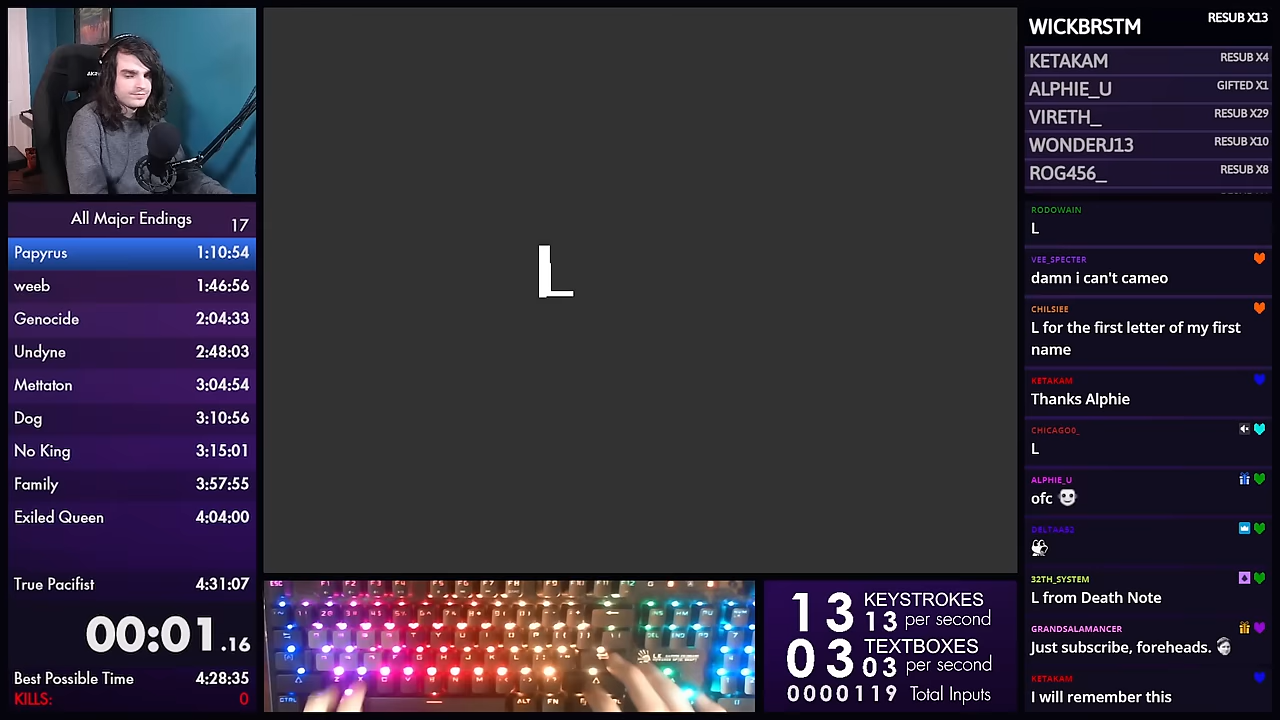 All Major Endings 17
Papyrus 1:10:54
weeb 1:46:56
Genocide 2:04:33
Undyne 2:48:03
Mettaton 3:04:54
Dog 3:10:56
No King 3:15:01
Family 3:57:55
Exiled Queen 4:04:00
True Pacifist 4:31:07
00:01.16
Best Possible Time 4:28:35
KILLS: 0
L
13 KEYSTROKES
13 per second
03 TEXTBOXES
03 per second
0000119 Total Inputs
WICKBRSTM RESUB X13
KETAKAM RESUB X4
ALPHIE_U GIFTED X1
VIRETH_ RESUB X29
WONDERJ13 RESUB X10
ROG456_ RESUB X8
RODOWAIN
L
VEE_SPECTER
damn i can't cameo
CHILSIEE
L for the first letter of my first
name
KETAKAM
Thanks Alphie
CHICAGO0_
L
ALPHIE_U
ofc
DELTAAB2
32TH_SYSTEM
L from Death Note
GRANDSALAMANCER
Just subscribe, foreheads.
KETAKAM
I will remember this